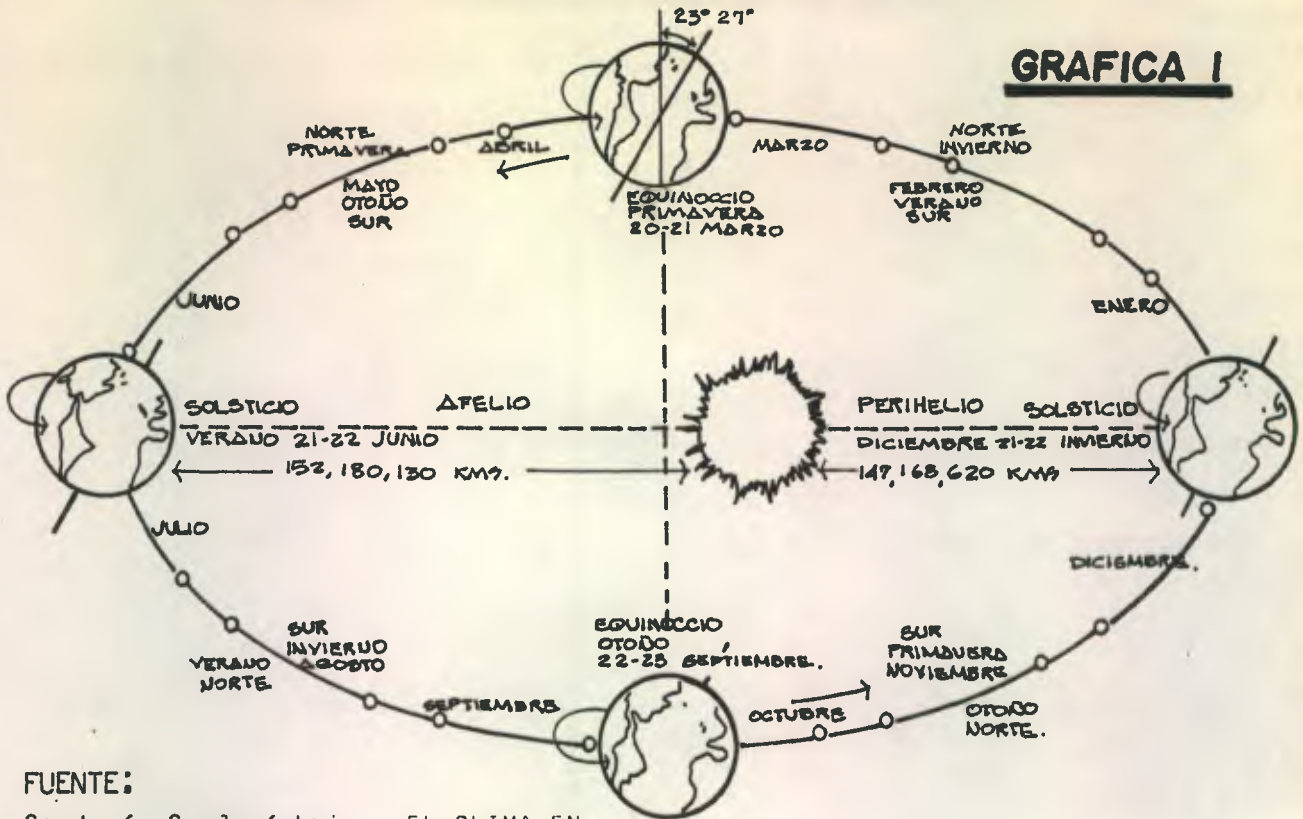 23° 27"
GRAFICA 1
NORTE
PRIMAVERA
ABRIL
MAYO
OTOÑO
SUR
EQUINOCCIO
PRIMAVERA
20-21 MARZO
MARZO
NORTE
INVIERNO
FEBRERO
VERANO
SUR
JUNIO
ENERO
SOLSTICIO
AFELIO
PERIHELIO
SOLSTICIO
VERANO 21-22 JUNIO
DICIEMBRE 21-22 INVIERNO
152,180,130 KMS.
147,168,620 KMS
JULIO
DICIEMBRE.
SUR
INVIERNO
AGOSTO
VERANO
NORTE
EQUINOCCIO
OTOÑO
22-23 SEPTIEMBRE.
SEPTIEMBRE
SUR
PRIMAVERA
NOVIEMBRE
OCTUBRE
OTOÑO
NORTE.
FUENTE: